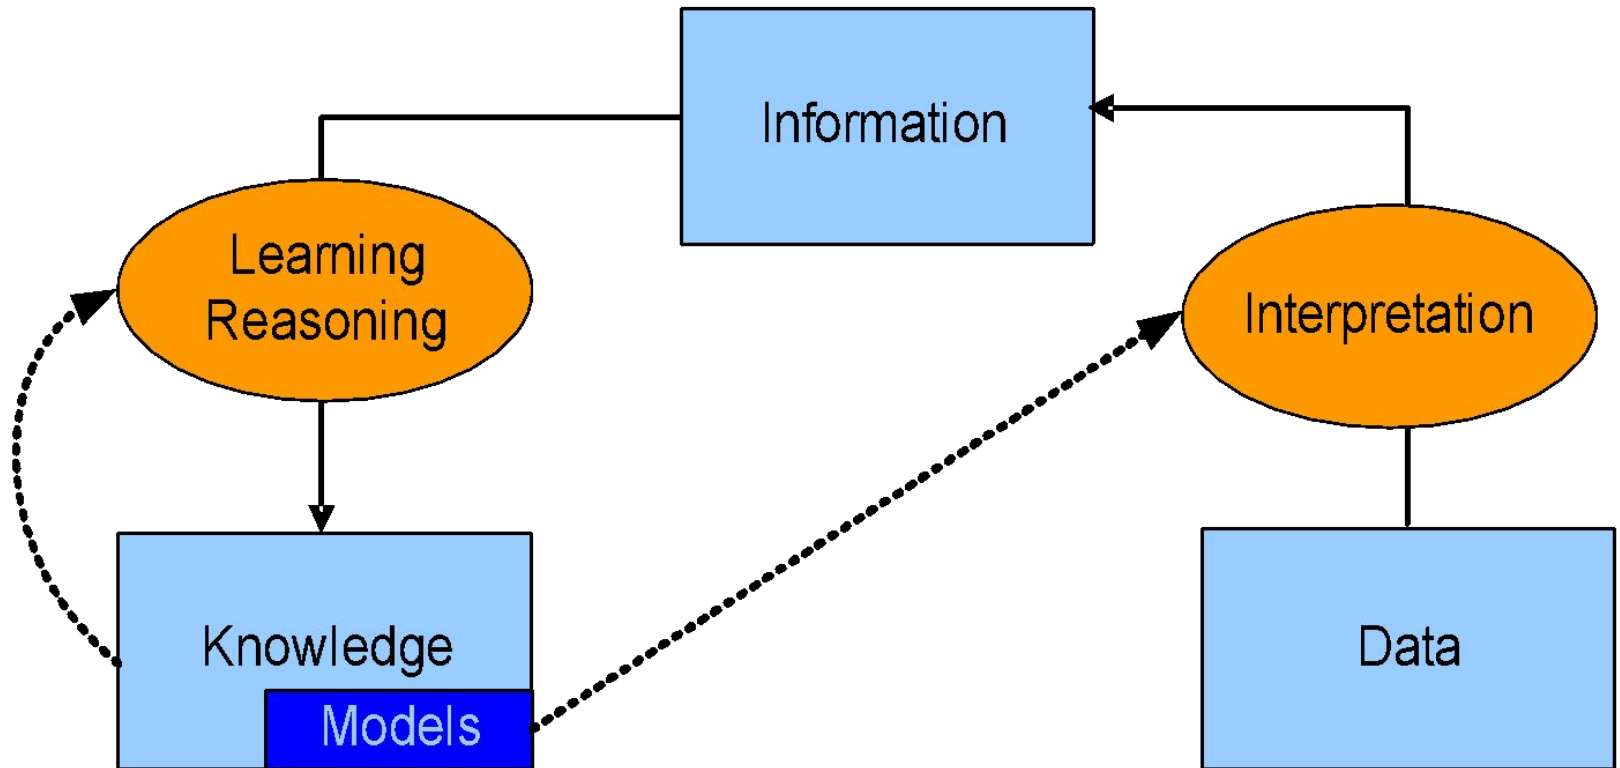 Information
Learning
Reasoning
Interpretation
Knowledge
Data
Models